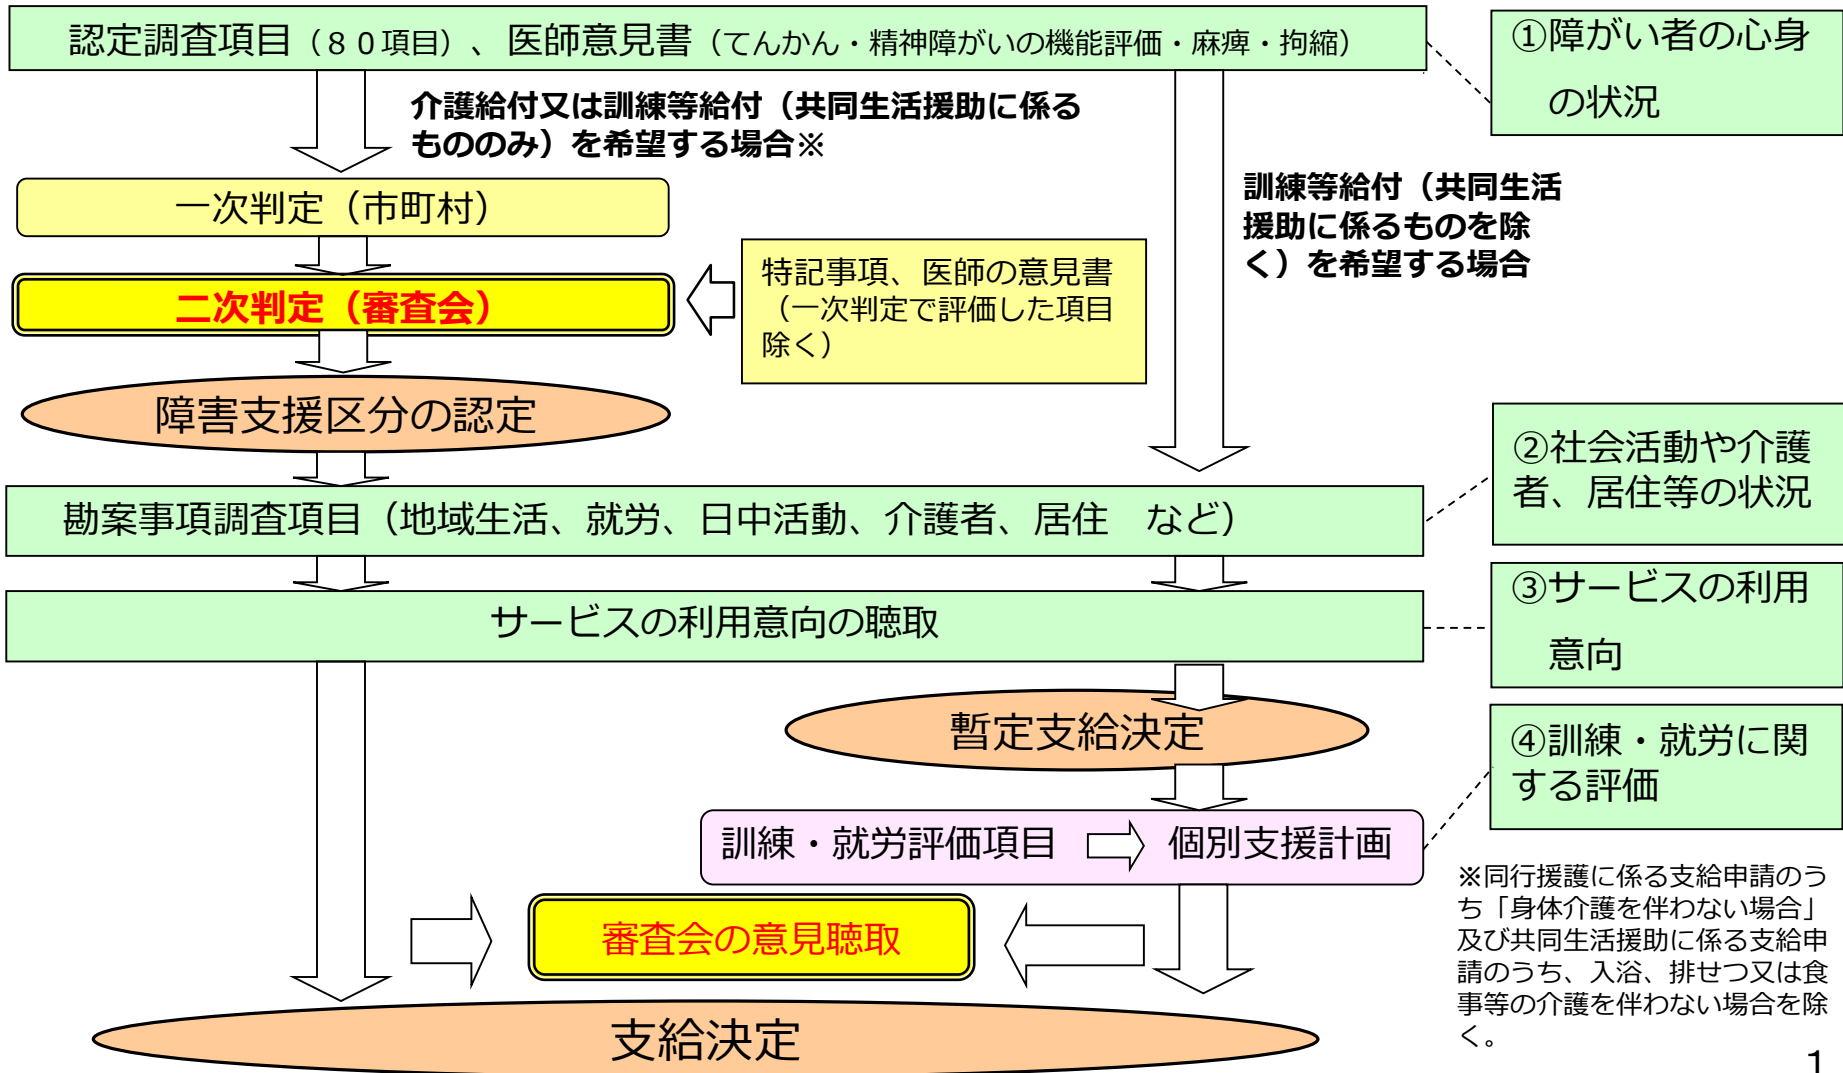 認定調査項目（８０項目）、医師意見書（てんかん・精神障がいの機能評価・麻痺・拘縮）
①障がい者の心身
の状況
介護給付又は訓練等給付（共同生活援助に係る
もののみ）を希望する場合※
訓練等給付（共同生活
援助に係るものを除
く）を希望する場合
一次判定（市町村）
二次判定（審査会）
特記事項、医師の意見書
（一次判定で評価した項目
除く）
障害支援区分の認定
②社会活動や介護
者、居住等の状況
勘案事項調査項目（地域生活、就労、日中活動、介護者、居住　など）
③サービスの利用
意向
サービスの利用意向の聴取
暫定支給決定
④訓練・就労に関
する評価
訓練・就労評価項目
個別支援計画
審査会の意見聴取
※同行援護に係る支給申請のう
ち「身体介護を伴わない場合」
及び共同生活援助に係る支給申
請のうち、入浴、排せつ又は食
事等の介護を伴わない場合を除
く。
支給決定
1